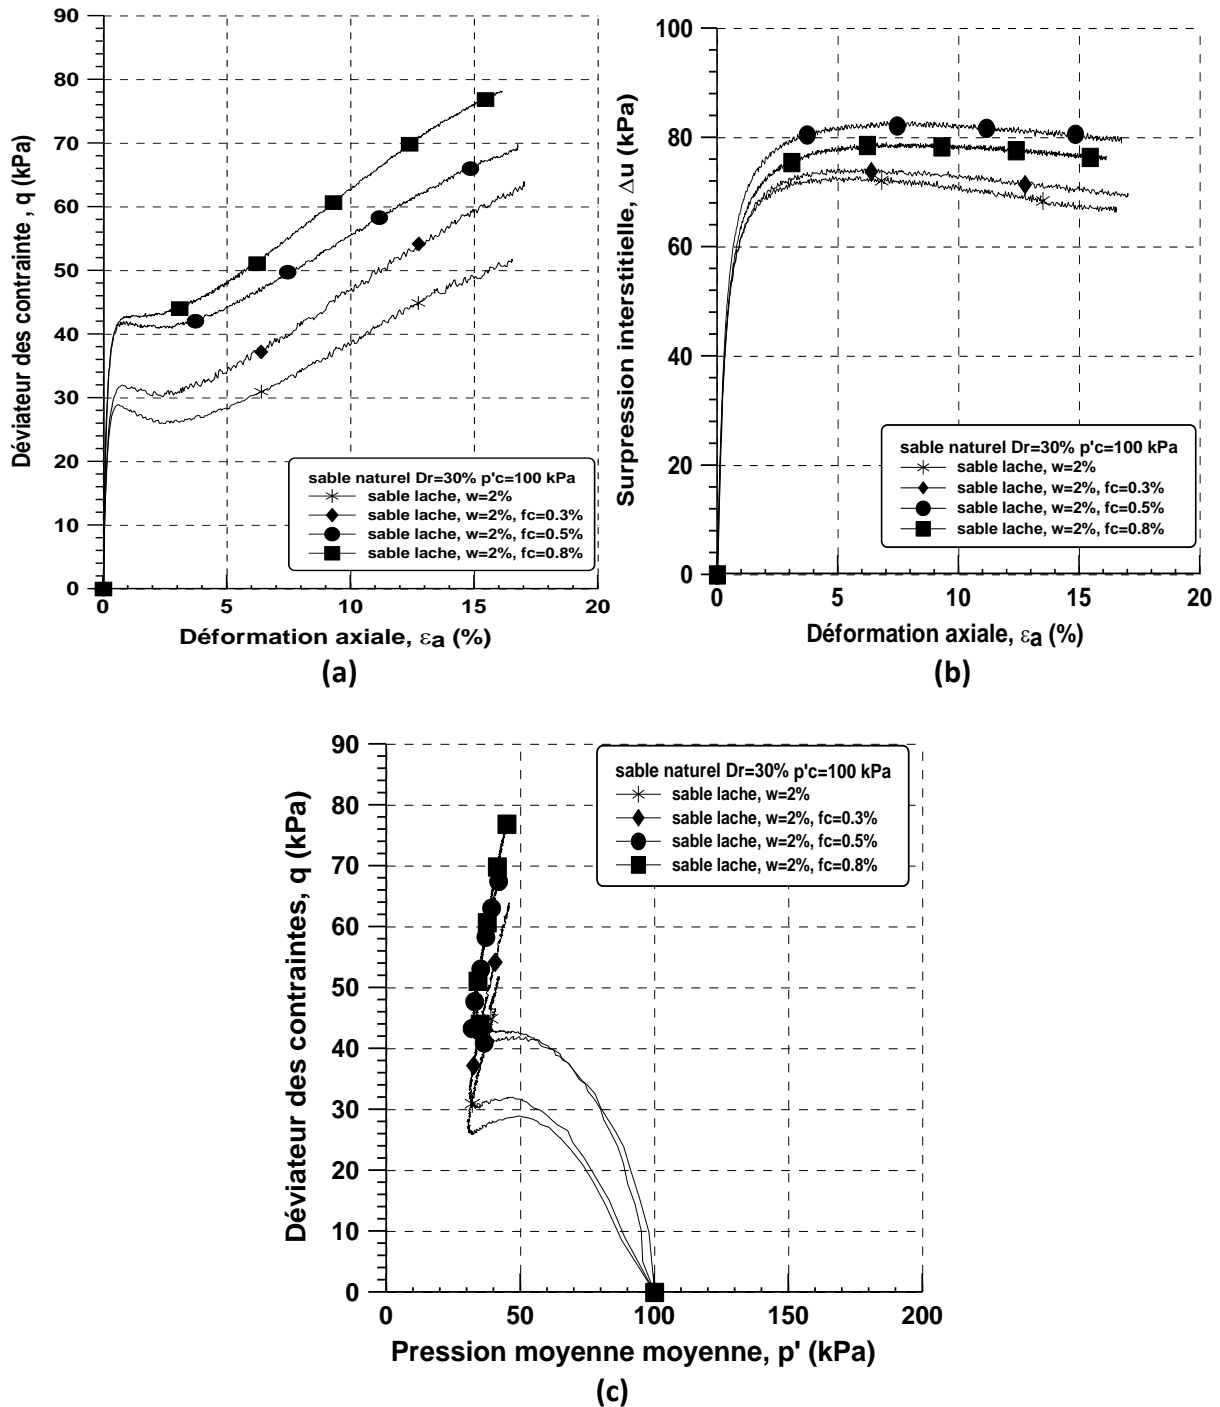 90
80
70
60
50
40
30
20
10
0
0
5
10
15
20
Déviateur des contrainte , q (kPa)
Déformation axiale, εa (%)
sable naturel Dr=30% p'c=100 kPa
sable lache, w=2%
sable lache, w=2%, fc=0.3%
sable lache, w=2%, fc=0.5%
sable lache, w=2%, fc=0.8%
(a)
100
80
60
40
20
0
0
5
10
15
20
Surpression interstitielle, Δu (kPa)
Déformation axiale, εa (%)
sable naturel Dr=30% p'c=100 kPa
sable lache, w=2%
sable lache, w=2%, fc=0.3%
sable lache, w=2%, fc=0.5%
sable lache, w=2%, fc=0.8%
(b)
90
80
70
60
50
40
30
20
10
0
0
50
100
150
200
Déviateur des contraintes, q (kPa)
Pression moyenne moyenne, p' (kPa)
sable naturel Dr=30% p'c=100 kPa
sable lache, w=2%
sable lache, w=2%, fc=0.3%
sable lache, w=2%, fc=0.5%
sable lache, w=2%, fc=0.8%
(c)